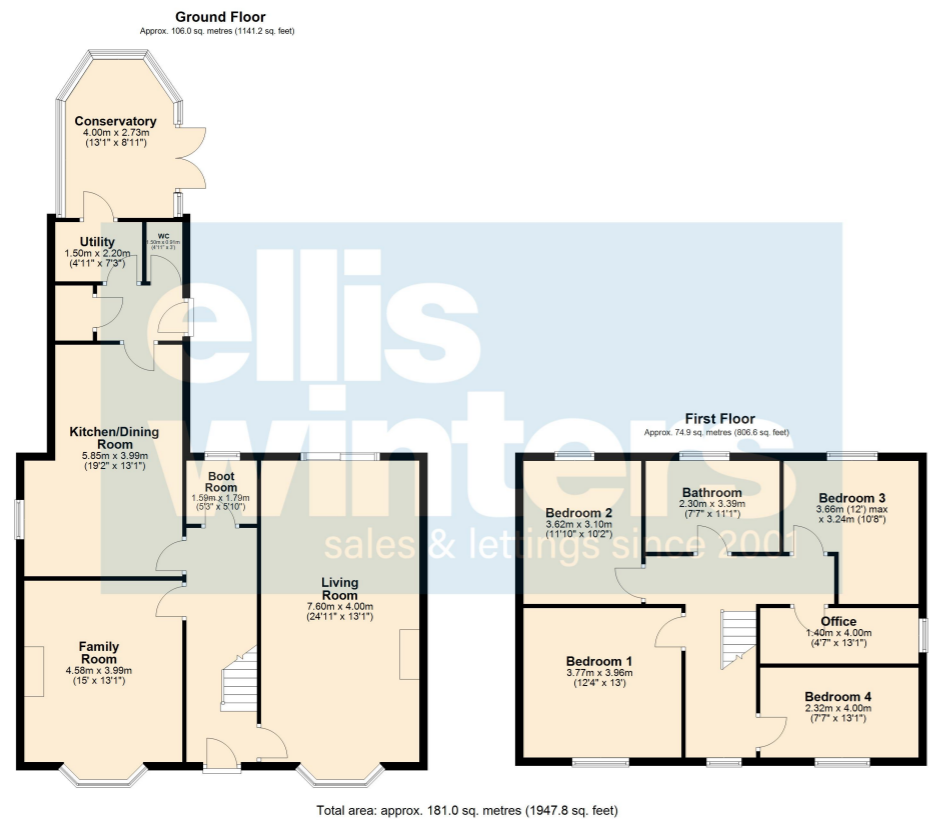 Ground Floor
Approx. 106.0 sq. metres (1141.2 sq. feet)
Conservatory
4.00m x 2.73m
(13'1" x 8'11")
Utility
1.50m x 2.20m
(4'11" x 7'3")
WC
1.50m x 0.91m
(4'11" x 3')
Kitchen/Dining
Room
5.85m x 3.99m
(19'2" x 13'1")
Boot
Room
1.59m x 1.79m
(5'3" x 5'10")
Living
Room
7.60m x 4.00m
(24'11" x 13'1")
Family
Room
4.58m x 3.99m
(15' x 13'1")
First Floor
Approx. 74.9 sq. metres (806.6 sq. feet)
Bedroom 2
3.62m x 3.10m
(11'10" x 10'2")
Bathroom
2.30m x 3.39m
(7'7" x 11'1")
Bedroom 3
3.66m (12') max
x 3.24m (10'8")
Office
1.40m x 4.00m
(4'7" x 13'1")
Bedroom 1
3.77m x 3.96m
(12'4" x 13')
Bedroom 4
2.32m x 4.00m
(7'7" x 13'1")
ellis
winters
sales & lettings since 2001
Total area: approx. 181.0 sq. metres (1947.8 sq. feet)